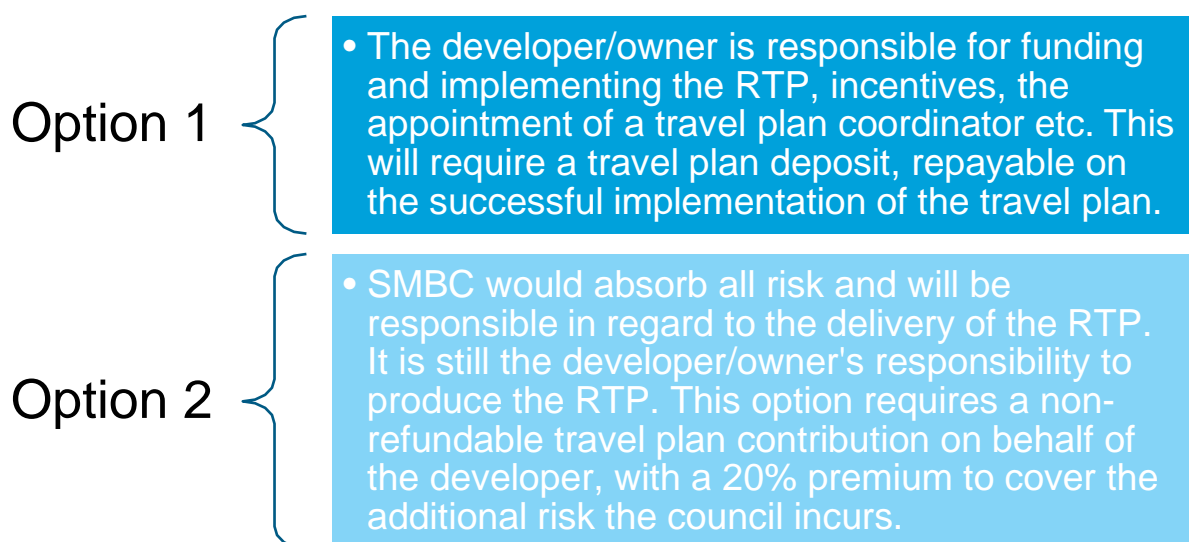 Option 1
• The developer/owner is responsible for funding
and implementing the RTP, incentives, the
appointment of a travel plan coordinator etc. This
will require a travel plan deposit, repayable on
the successful implementation of the travel plan.
Option 2
• SMBC would absorb all risk and will be
responsible in regard to the delivery of the RTP.
It is still the developer/owner's responsibility to
produce the RTP. This option requires a non-
refundable travel plan contribution on behalf of
the developer, with a 20% premium to cover the
additional risk the council incurs.